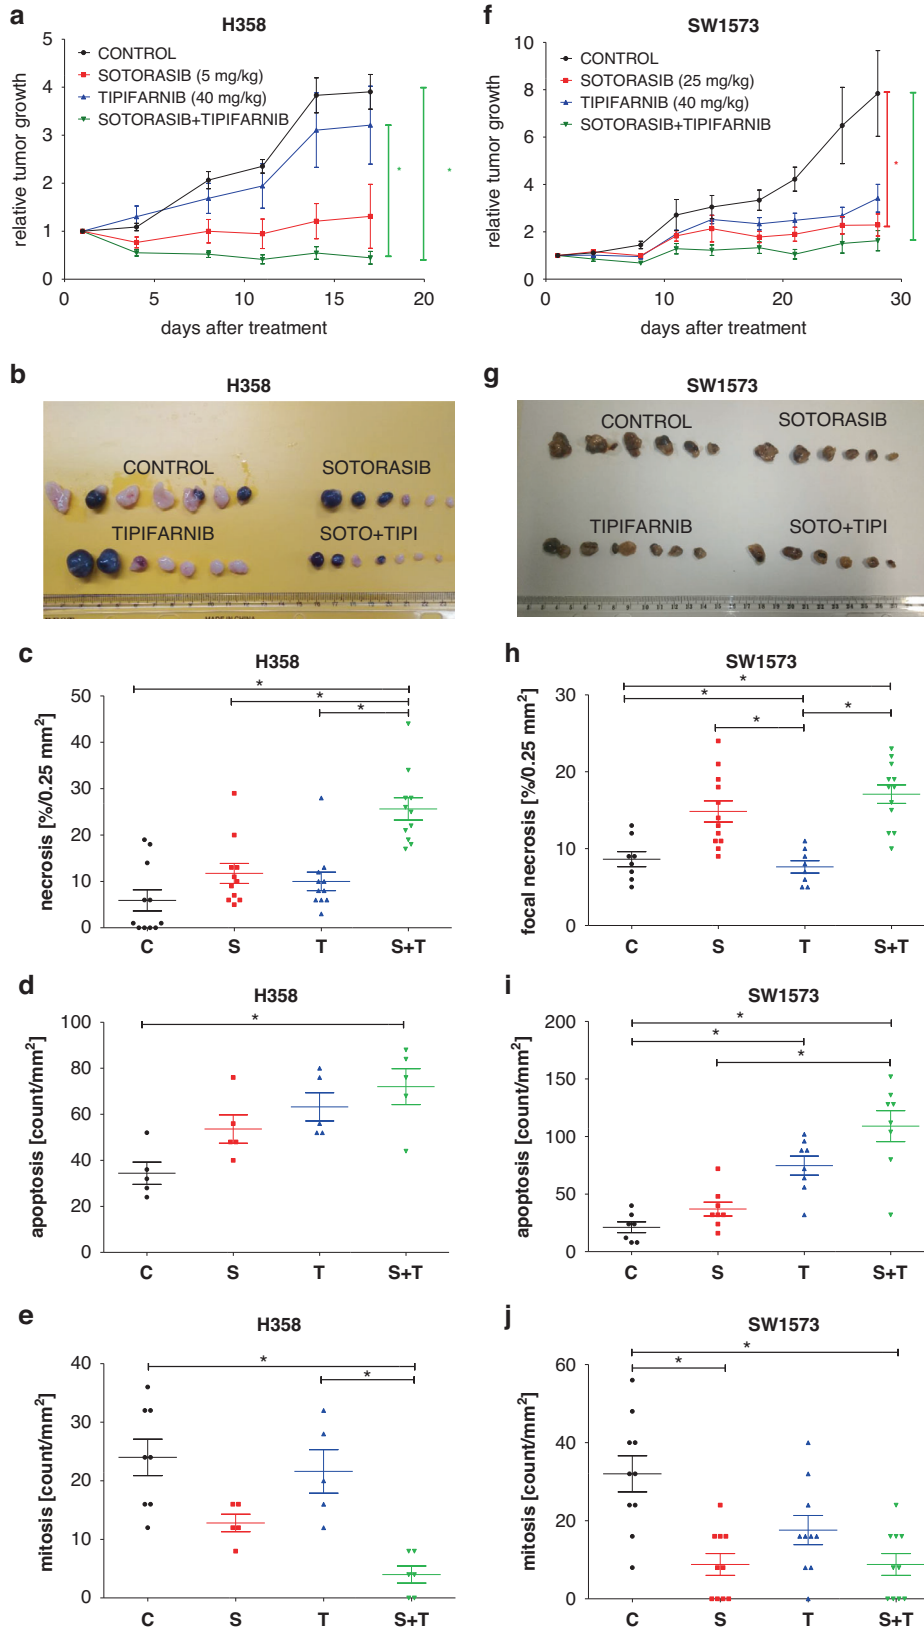 a
H358
5
4
3
2
1
0
0
5
10
15
20
relative tumor growth
days after treatment
CONTROL
SOTORASIB (5 mg/kg)
TIPIFARNIB (40 mg/kg)
SOTORASIB+TIPIFARNIB
*
*
f
SW1573
10
8
6
4
2
0
0
10
20
30
relative tumor growth
days after treatment
CONTROL
SOTORASIB (25 mg/kg)
TIPIFARNIB (40 mg/kg)
SOTORASIB+TIPIFARNIB
*
b
H358
CONTROL
SOTORASIB
TIPIFARNIB
SOTO+TIPI
g
SW1573
CONTROL
SOTORASIB
TIPIFARNIB
SOTO+TIPI
c
H358
50
40
30
20
10
0
necrosis [%/0.25 mm²]
*
*
*
C S T S+T
h
SW1573
30
20
10
0
focal necrosis [%/0.25 mm²]
*
*
*
*
C S T S+T
d
H358
100
80
60
40
20
0
apoptosis [count/mm²]
*
C S T S+T
i
SW1573
200
150
100
50
0
apoptosis [count/mm²]
*
*
*
C S T S+T
e
H358
40
30
20
10
0
mitosis [count/mm²]
*
*
C S T S+T
j
SW1573
60
40
20
0
mitosis [count/mm²]
*
*
C S T S+T